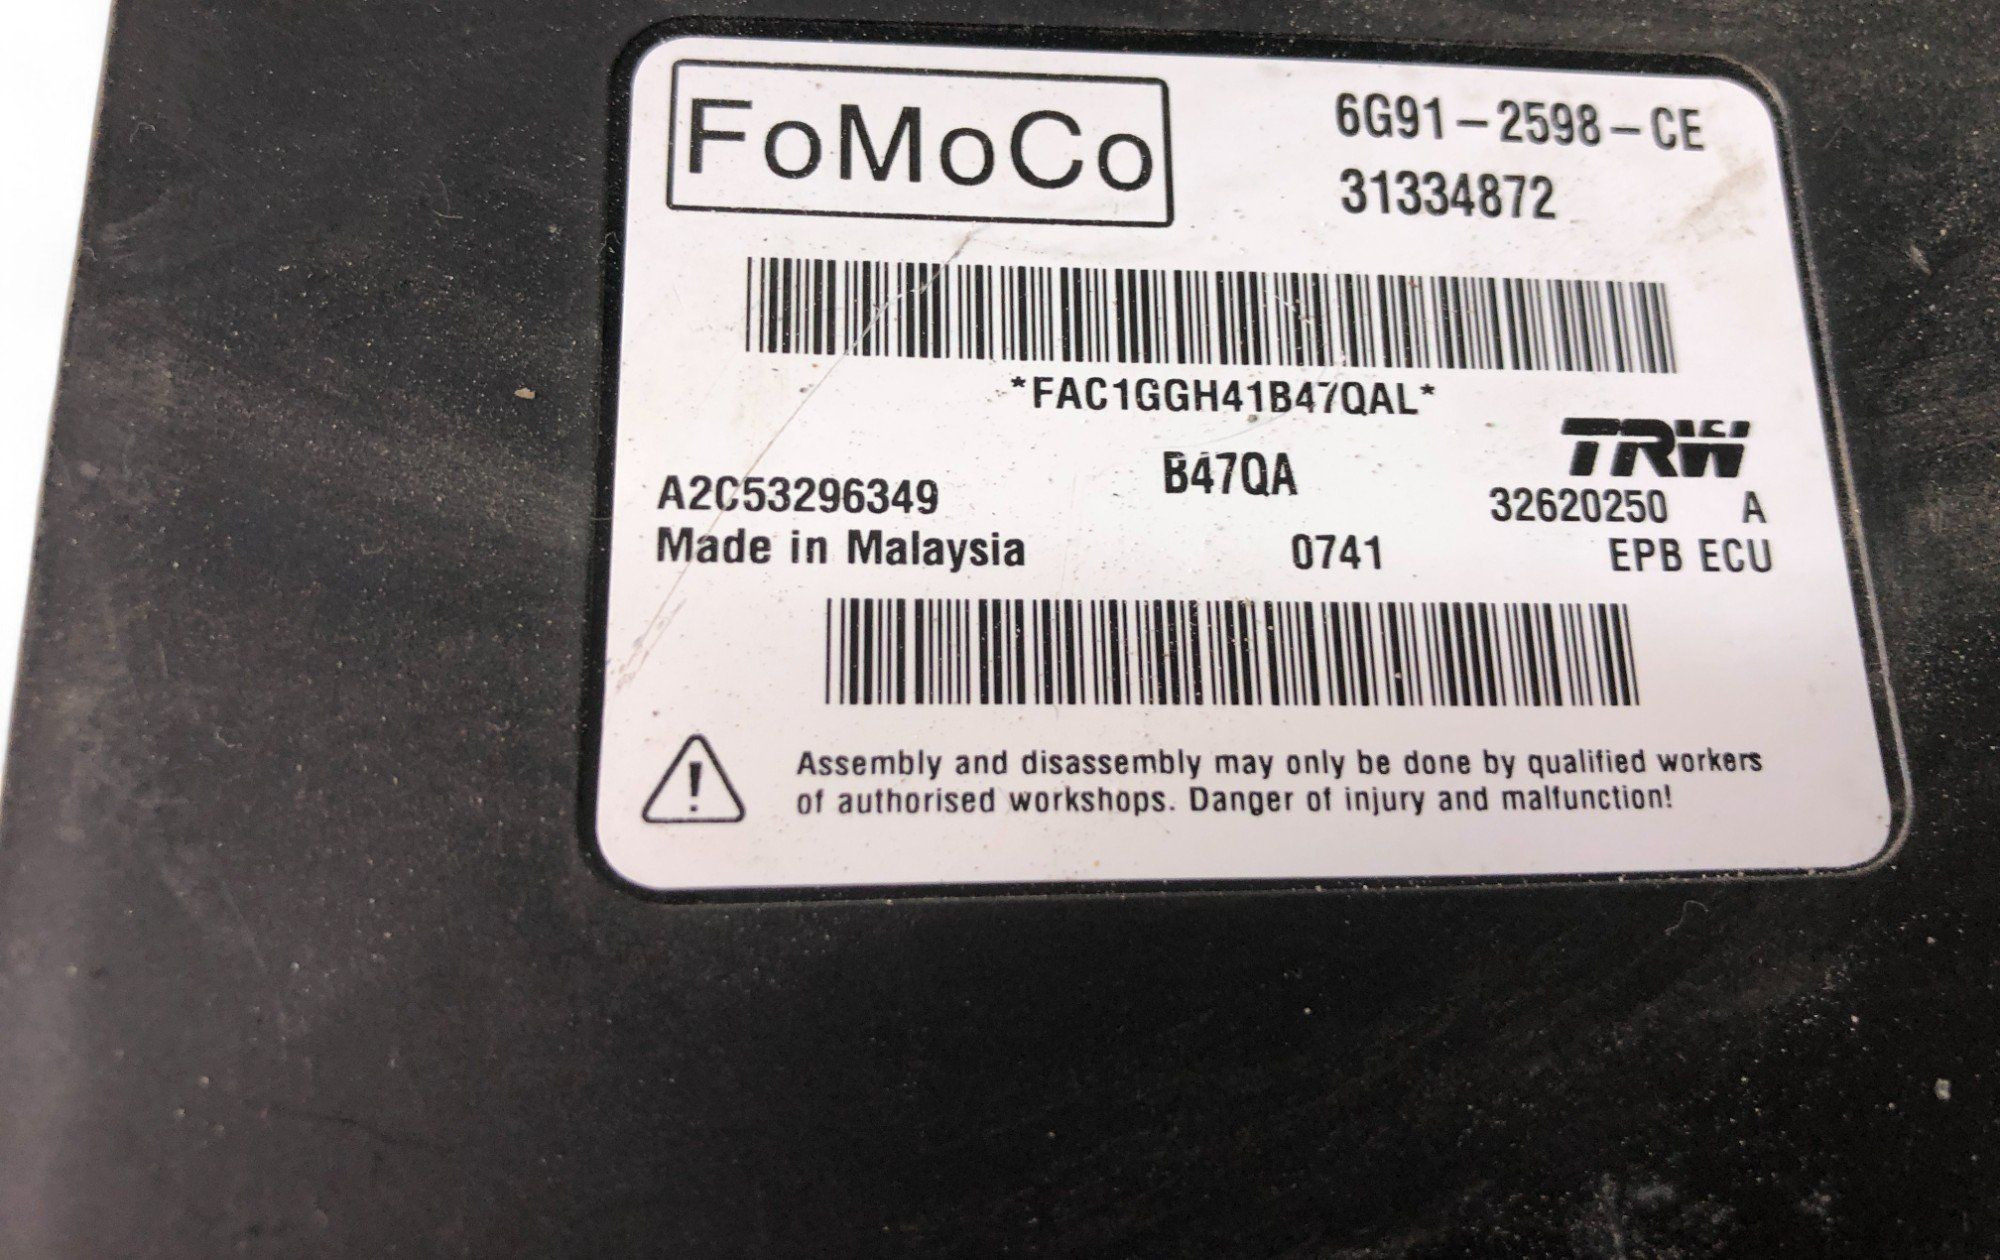 FoMoCo
6G91-2598-CE
31334872
*FAC1GGH41B47QAL*
TRW
B47QA
A2C53296349
32620250 A
Made in Malaysia
0741
EPB ECU
Assembly and disassembly may only be done by qualified workers
of authorised workshops. Danger of injury and malfunction!